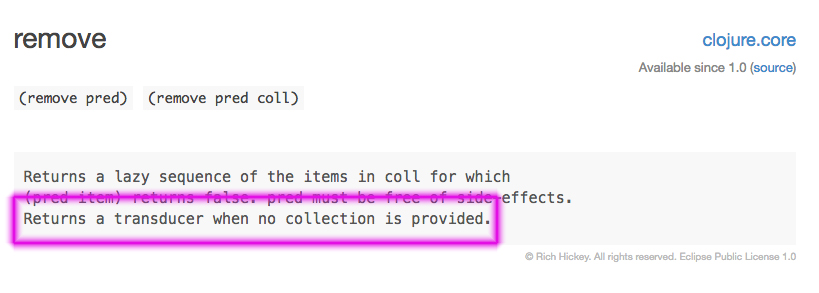 remove
clojure.core
Available since 1.0 (source)
(remove pred) (remove pred coll)
Returns a lazy sequence of the items in coll for which
(pred item) returns false. pred must be free of side-effects.
Returns a transducer when no collection is provided.
© Rich Hickey. All rights reserved. Eclipse Public License 1.0